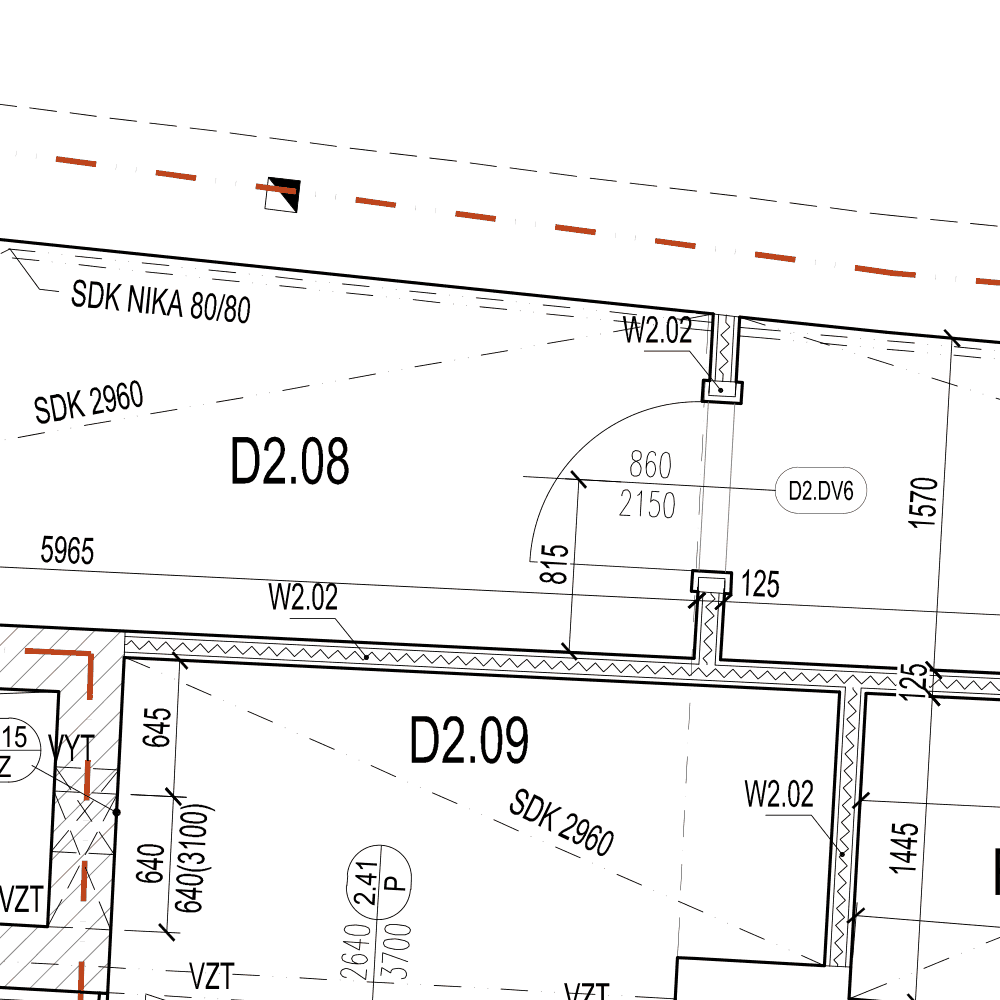 SDK NIKA 80/80
W2.02
SDK 2960
D2.08
860
2150
D2.DV6
1570
5965
815
125
W2.02
125
15
Z
VYT
645
D2.09
SDK 2960
W2.02
640
640(3100)
1445
2.41
P
VZT
2640
3700
VZT
VZT